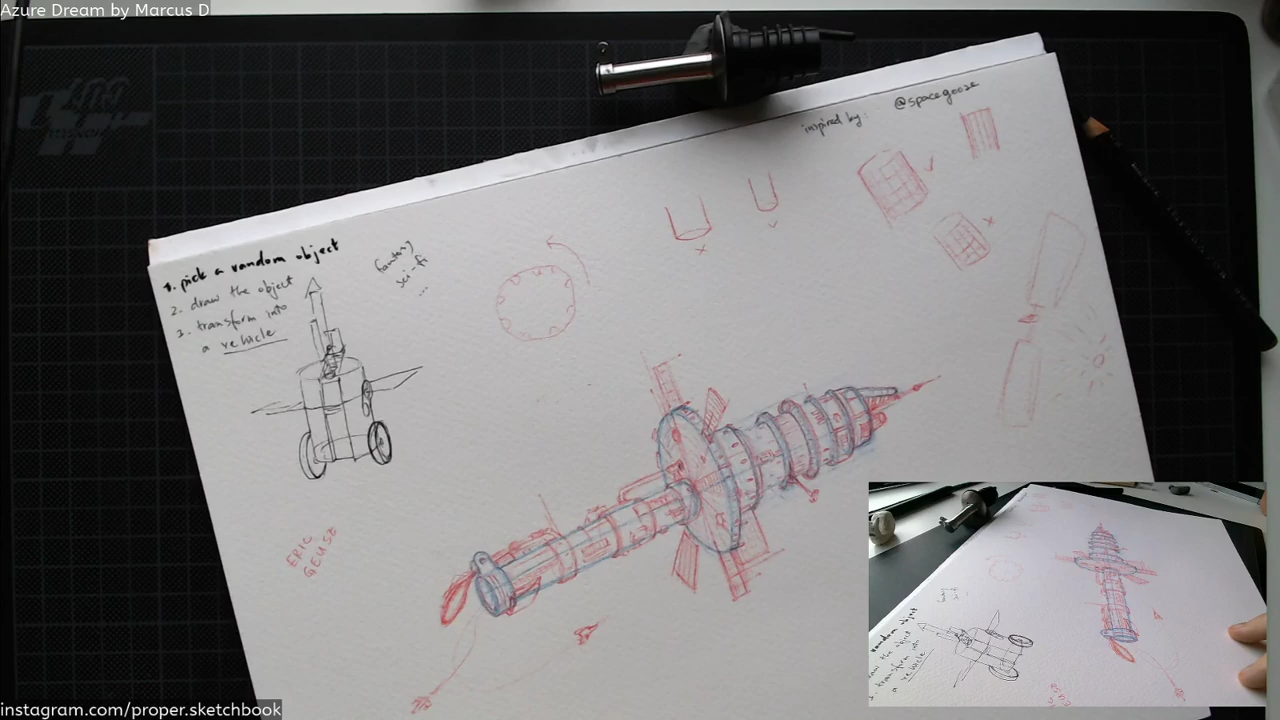 Azure Dream by Marcus D
inspired by: @spacegoose
1. pick a random object
2. draw the object
3. transform into
a vehicle
fantasy
sci-fi
...
ERIC
GEUSE
instagram.com/proper.sketchbook